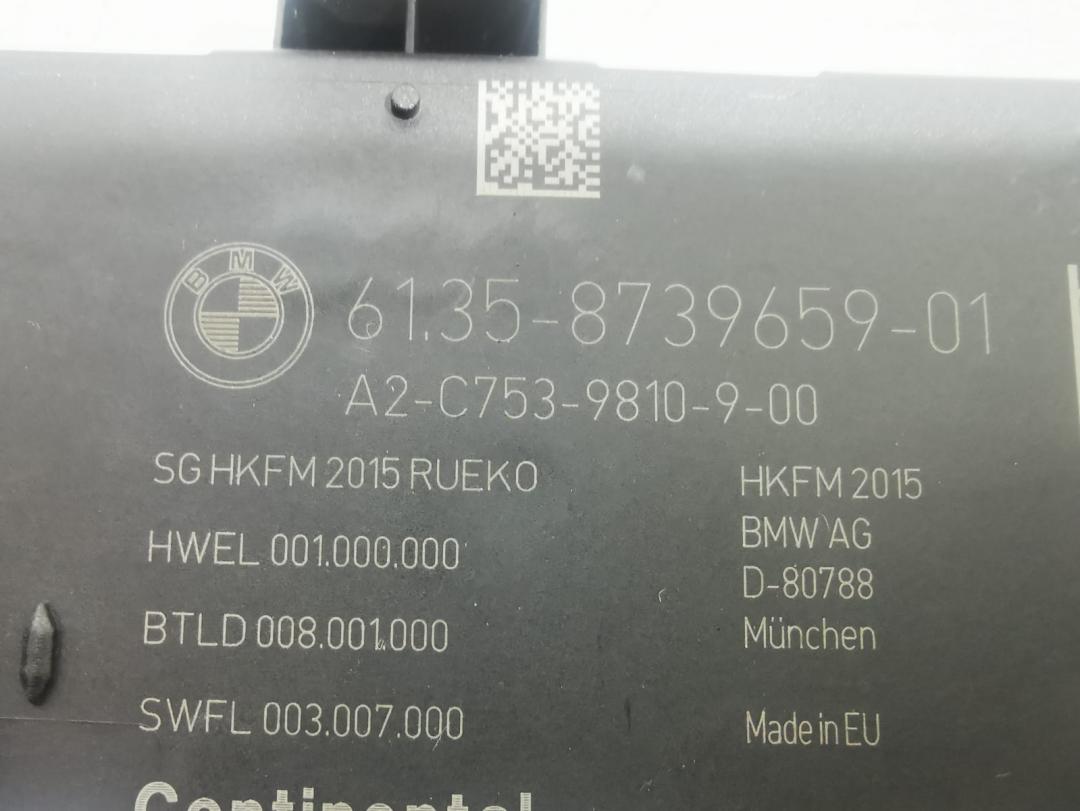 BMW
61.35-8739659-01
A2-C753-9810-9-00
SG HKFM 2015 RUEKO
HKFM 2015
HWEL 001.000.000
BMW AG
D-80788
BTLD 008.001.000
München
SWFL 003.007.000
Made in EU
Continental